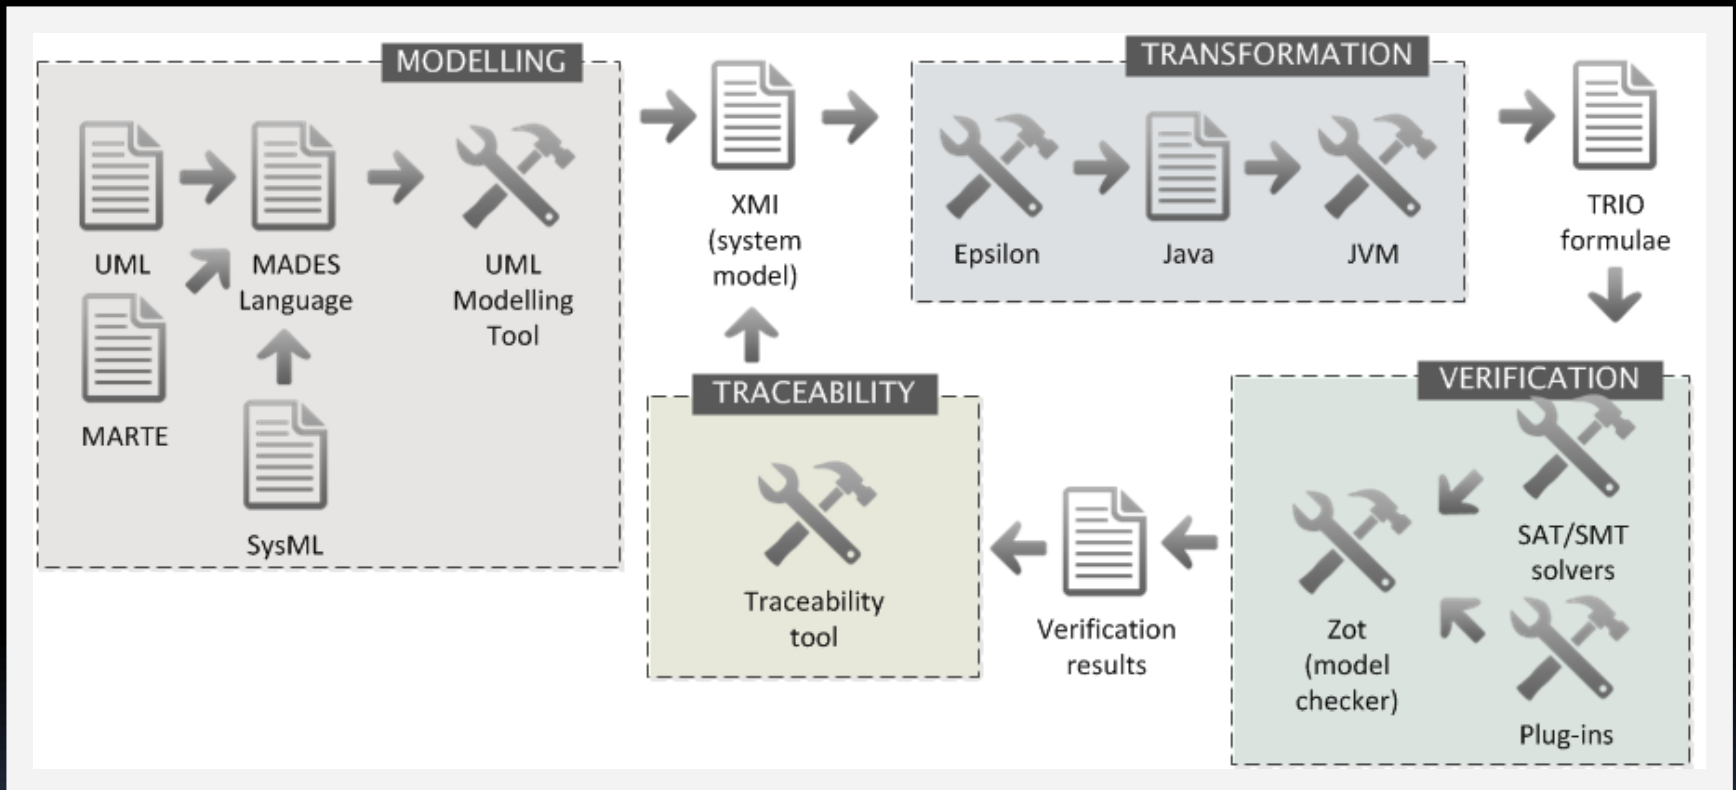 MODELLING
UML
MADES
Language
UML
Modelling
Tool
MARTE
SysML
XMI
(system
model)
TRANSFORMATION
Epsilon
Java
JVM
TRIO
formulae
VERIFICATION
SAT/SMT
solvers
Zot
(model
checker)
Plug-ins
Verification
results
TRACEABILITY
Traceability
tool